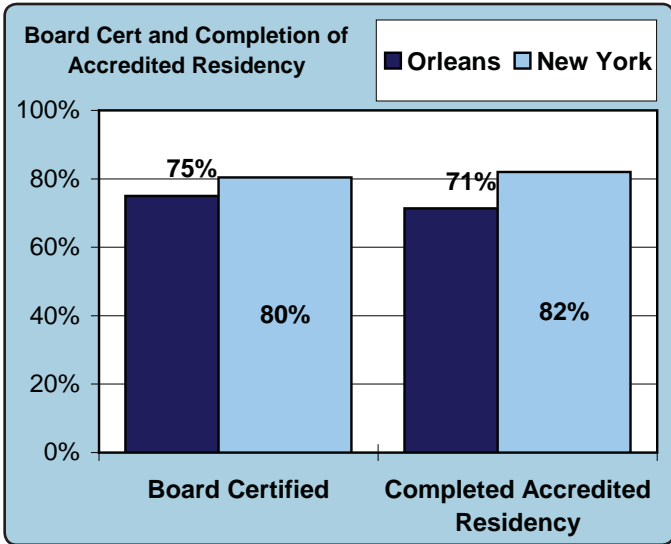 Board Cert and Completion of
Accredited Residency
Orleans New York
100%
80%
60%
40%
20%
0%
75%
80%
71%
82%
Board Certified
Completed Accredited
Residency